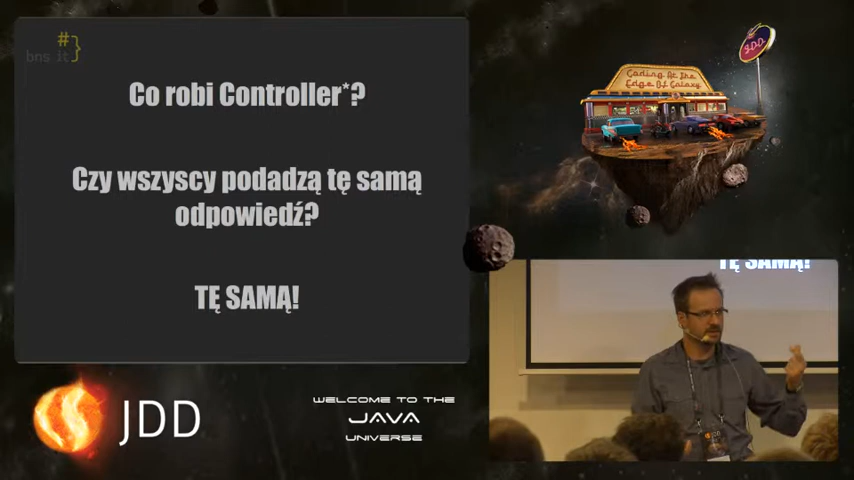 #}
bns it
Co robi Controller*?
Czy wszyscy podadzą tę samą
odpowiedź?
TĘ SAMĄ!
Coding At The
Edge Of Galaxy
J.D.D.
TĘ SAMĄ!
JDD
WELCOME TO THE
JAVA
UNIVERSE